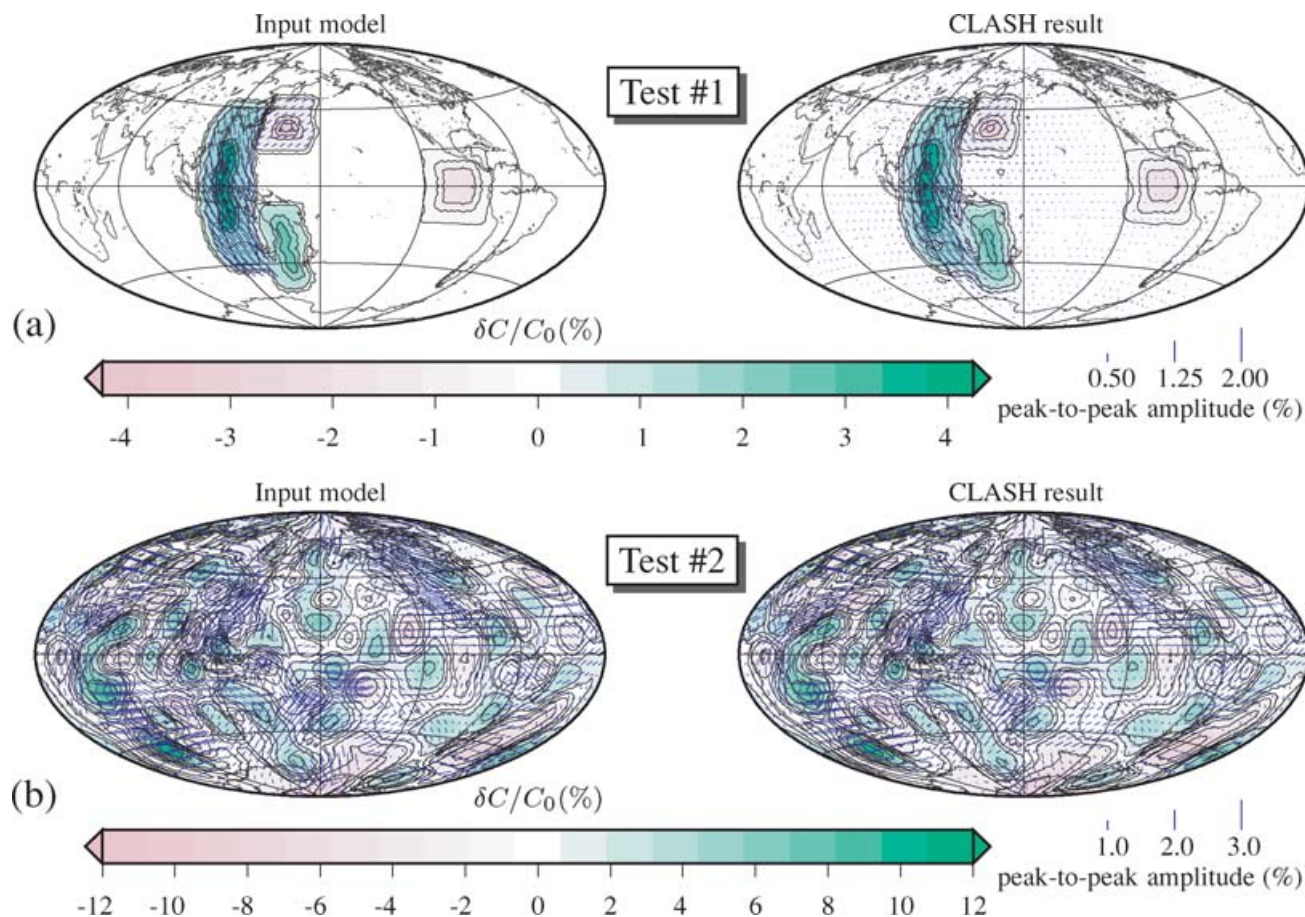 Input model
CLASH result
Test #1
(a)
δC/C₀(%)
-4 -3 -2 -1 0 1 2 3 4
0.50 1.25 2.00
peak-to-peak amplitude (%)
Input model
CLASH result
Test #2
(b)
δC/C₀(%)
-12 -10 -8 -6 -4 -2 0 2 4 6 8 10 12
1.0 2.0 3.0
peak-to-peak amplitude (%)